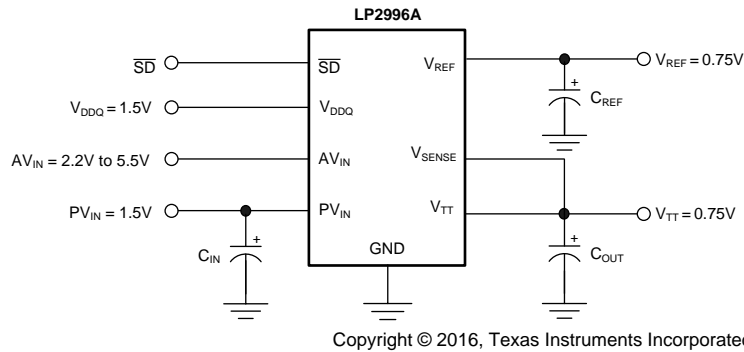 LP2996A
SD
SD
VREF
VREF = 0.75V
CREF
VDDQ = 1.5V
VDDQ
AVIN = 2.2V to 5.5V
AVIN
VSENSE
PVIN = 1.5V
PVIN
VTT
VTT = 0.75V
+
+
+
CIN
GND
COUT
Copyright © 2016, Texas Instruments Incorporated